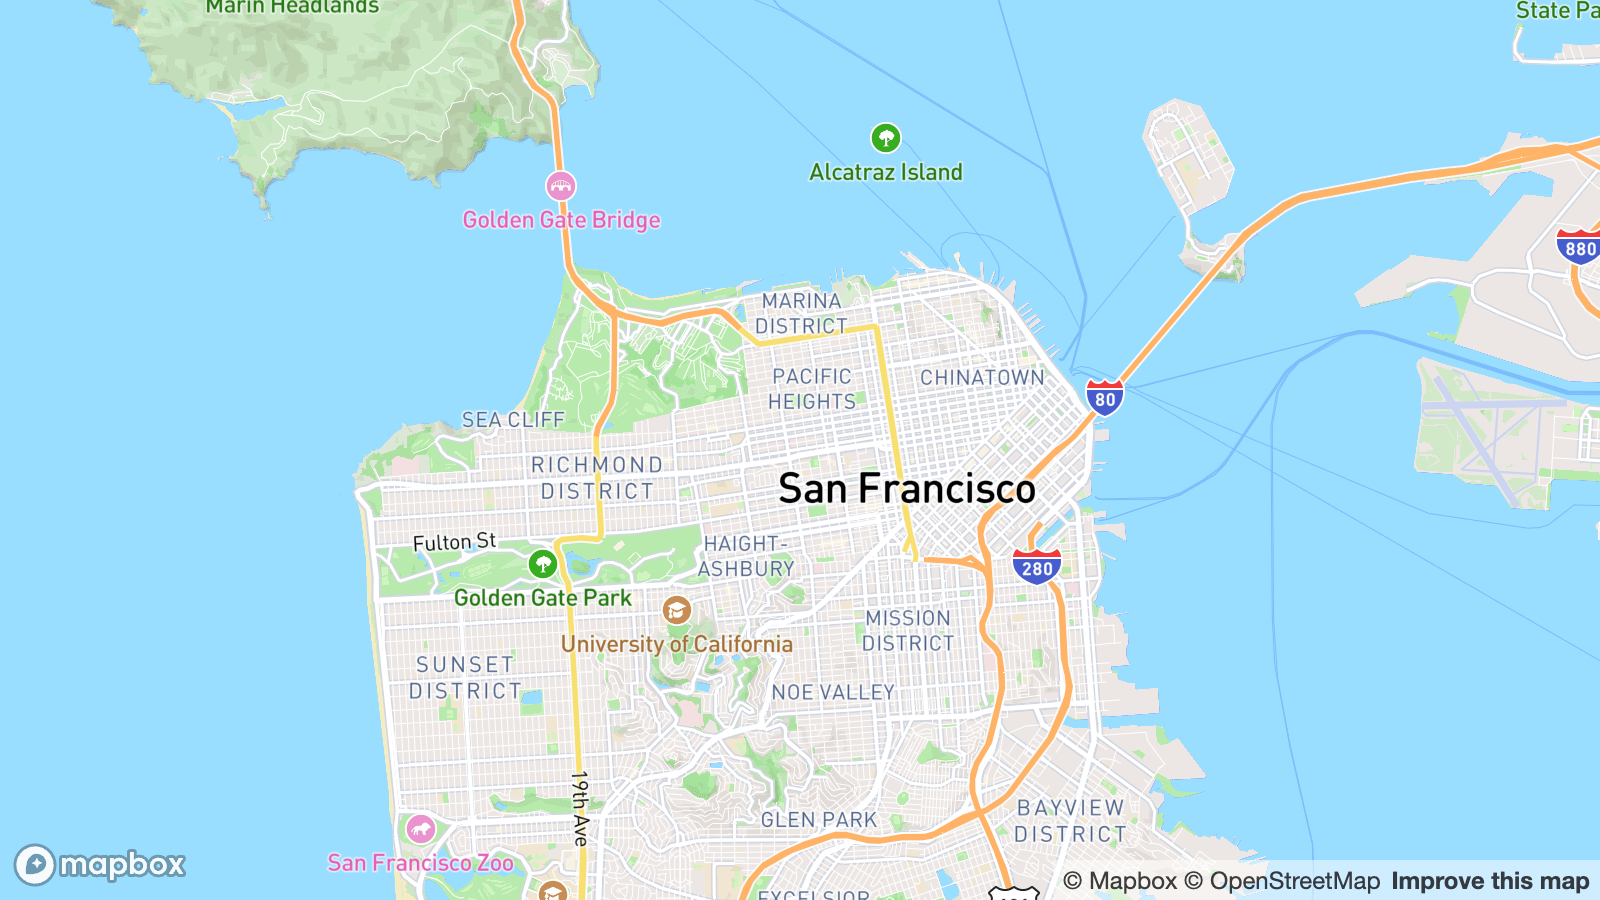 Marin Headlands
State Pa
Alcatraz Island
Golden Gate Bridge
880
MARINA
DISTRICT
PACIFIC
HEIGHTS
CHINATOWN
80
SEA CLIFF
RICHMOND
DISTRICT
San Francisco
Fulton St
HAIGHT-
ASHBURY
280
Golden Gate Park
University of California
MISSION
DISTRICT
SUNSET
DISTRICT
NOE VALLEY
19th Ave
GLEN PARK
BAYVIEW
DISTRICT
San Francisco Zoo
mapbox
EXCELSIOR
© Mapbox © OpenStreetMap Improve this map